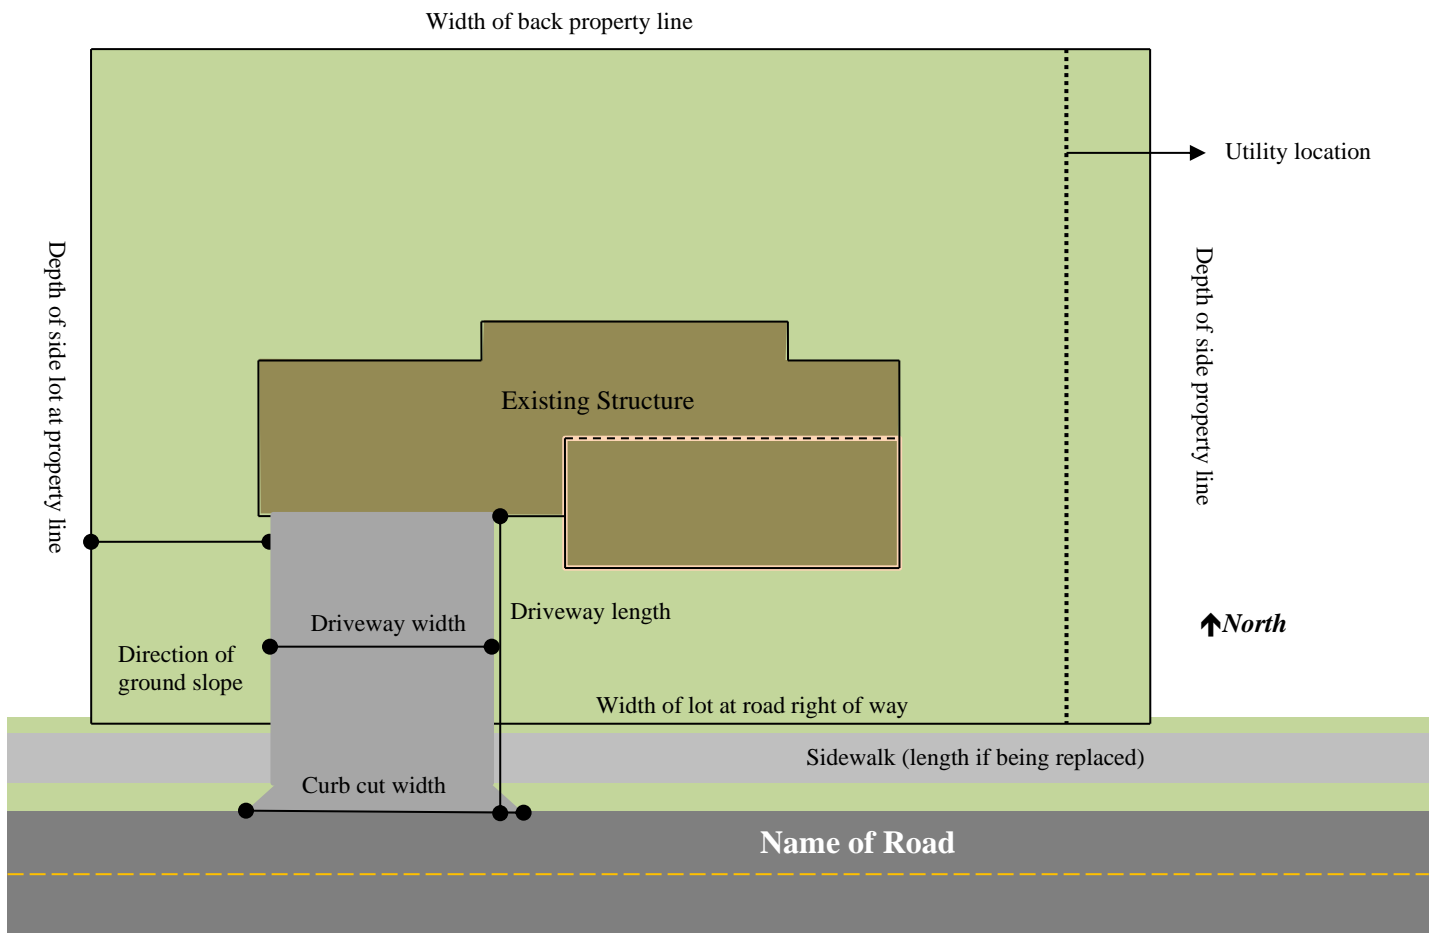 Width of back property line
Utility location
Depth of side lot at property line
Depth of side property line
Existing Structure
Driveway length
Driveway width
North
Direction of
ground slope
Width of lot at road right of way
Sidewalk (length if being replaced)
Curb cut width
Name of Road